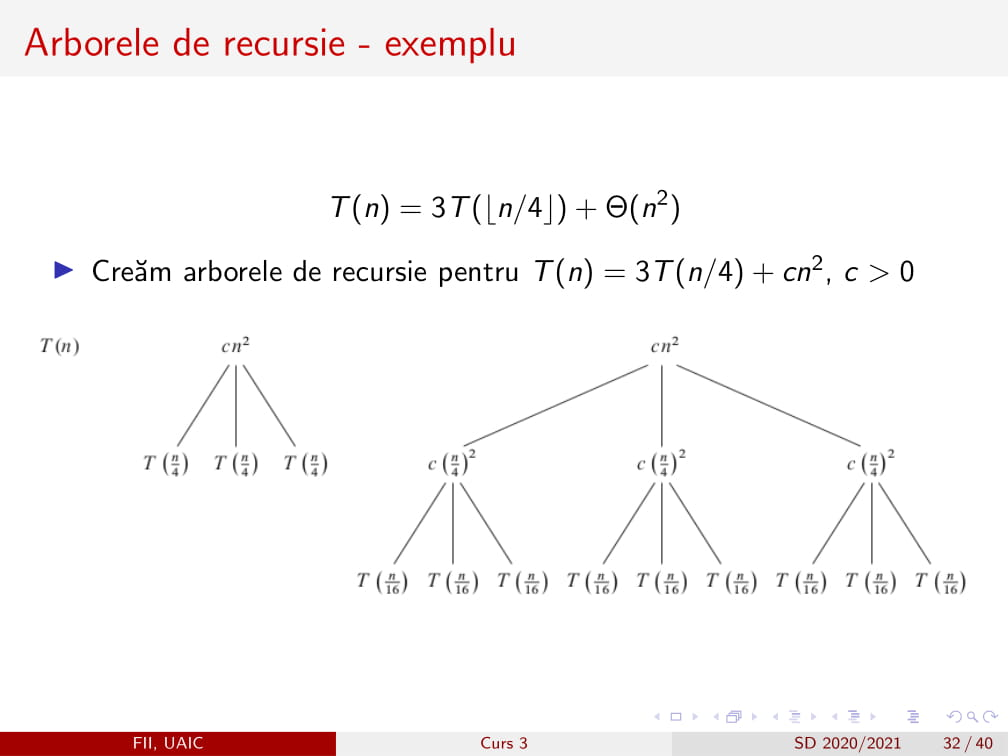 Arborele de recursie - exemplu
T(n) = 3T(⌊n/4⌋) + Θ(n²)
▶ Creăm arborele de recursie pentru T(n) = 3T(n/4) + cn², c > 0
T(n) cn² cn²
T(n/4) T(n/4) T(n/4) c(n/4)² c(n/4)² c(n/4)²
T(n/16) T(n/16) T(n/16) T(n/16) T(n/16) T(n/16) T(n/16) T(n/16) T(n/16)
FII, UAIC Curs 3 SD 2020/2021 32 / 40